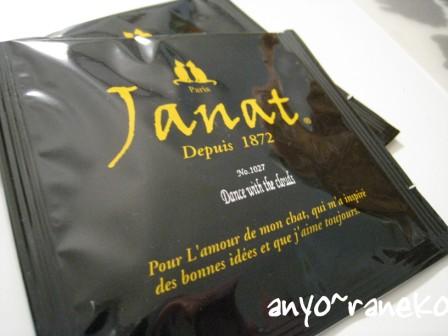 Paris
Janat®
Depuis 1872
No.1027
Dance with the clouds
Pour L'amour de mon chat, qui m'a inspiré
des bonnes idées et que j'aime toujours.
anyo~raneko